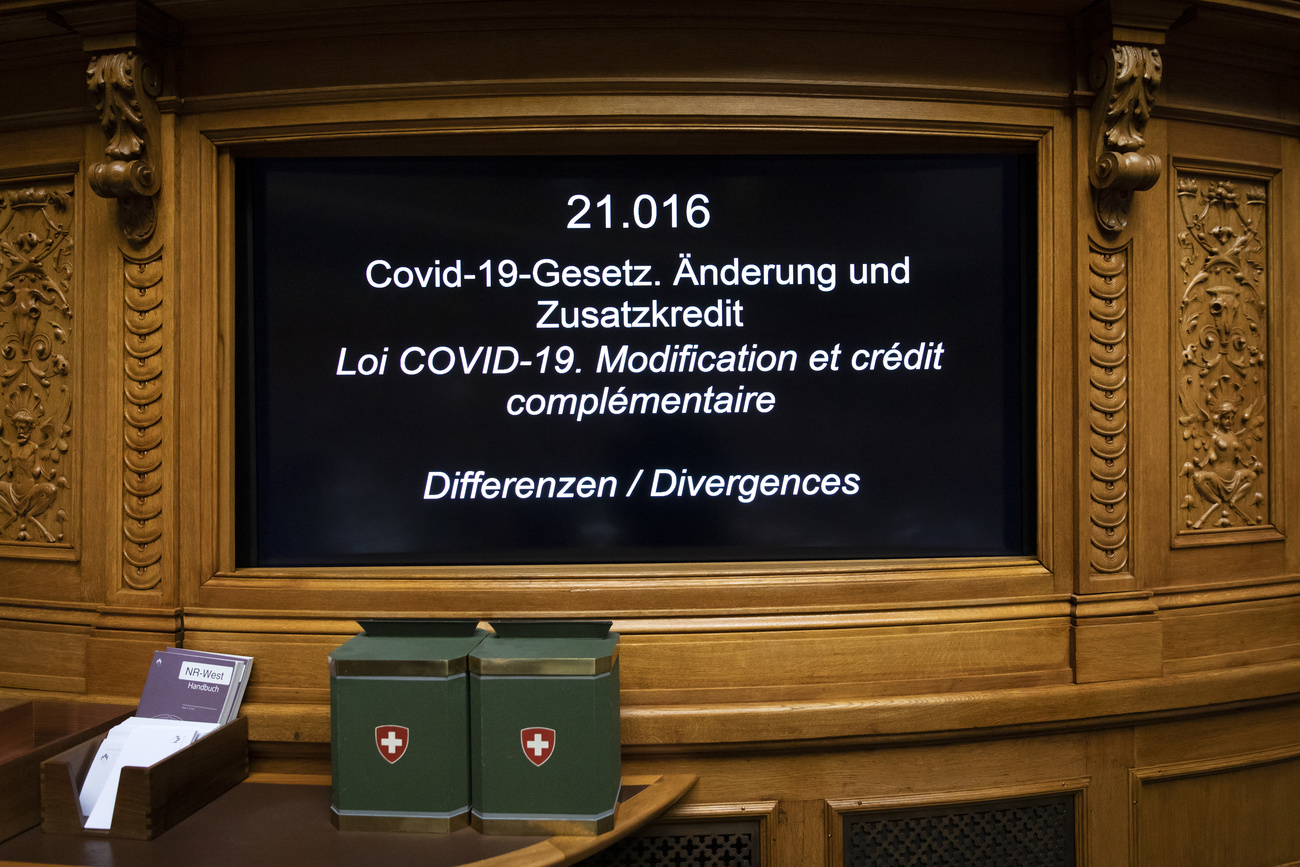 21.016
Covid-19-Gesetz. Änderung und
Zusatzkredit
Loi COVID-19. Modification et crédit
complémentaire
Differenzen / Divergences
NR-West
Handbuch